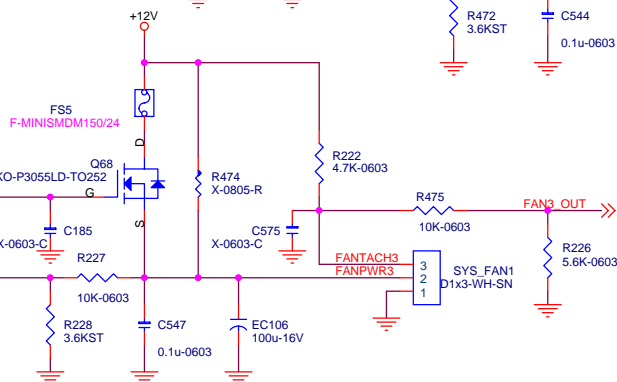 +12V
R472
3.6KST
C544
0.1u-0603
FS5
F-MINISMDM150/24
D
Q68
KO-P3055LD-TO252
G
S
R474
X-0805-R
R222
4.7K-0603
C185
X-0603-C
C575
X-0603-C
R475
10K-0603
FAN3_OUT
R227
10K-0603
R226
5.6K-0603
FANTACH3
FANPWR3
3
2
1
SYS_FAN1
D1x3-WH-SN
R228
3.6KST
C547
0.1u-0603
EC106
100u-16V